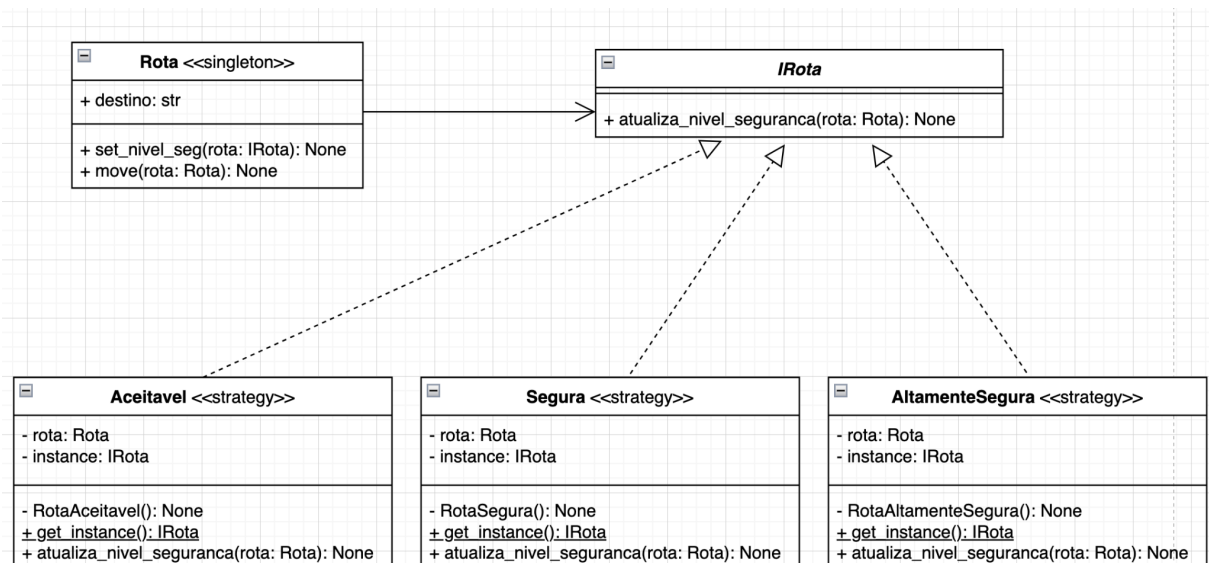 Rota <<singleton>>
+ destino: str
+ set_nivel_seg(rota: IRota): None
+ move(rota: Rota): None
IRota
+ atualiza_nivel_seguranca(rota: Rota): None
Aceitavel <<strategy>>
- rota: Rota
- instance: IRota
- RotaAceitavel(): None
+ get_instance(): IRota
+ atualiza_nivel_seguranca(rota: Rota): None
Segura <<strategy>>
- rota: Rota
- instance: IRota
- RotaSegura(): None
+ get_instance(): IRota
+ atualiza_nivel_seguranca(rota: Rota): None
AltamenteSegura <<strategy>>
- rota: Rota
- instance: IRota
- RotaAltamenteSegura(): None
+ get_instance(): IRota
+ atualiza_nivel_seguranca(rota: Rota): None